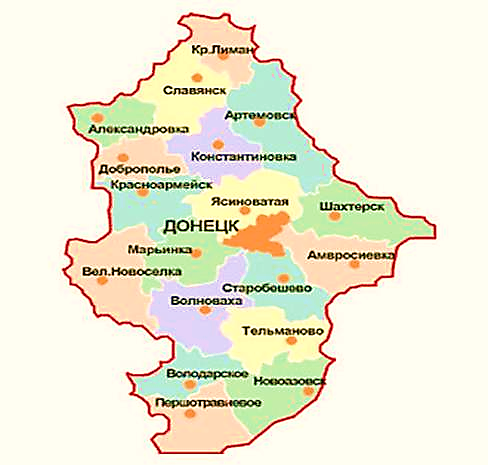 Кр.Лиман
Славянск
Артемовск
Александровка
Константиновка
Доброполье
Красноармейск
Ясиноватая
Шахтерск
ДОНЕЦК
Марьинка
Амвросиевка
Вел.Новоселка
Старобешево
Волноваха
Тельманово
Володарское
Новоазовск
Першотравневое